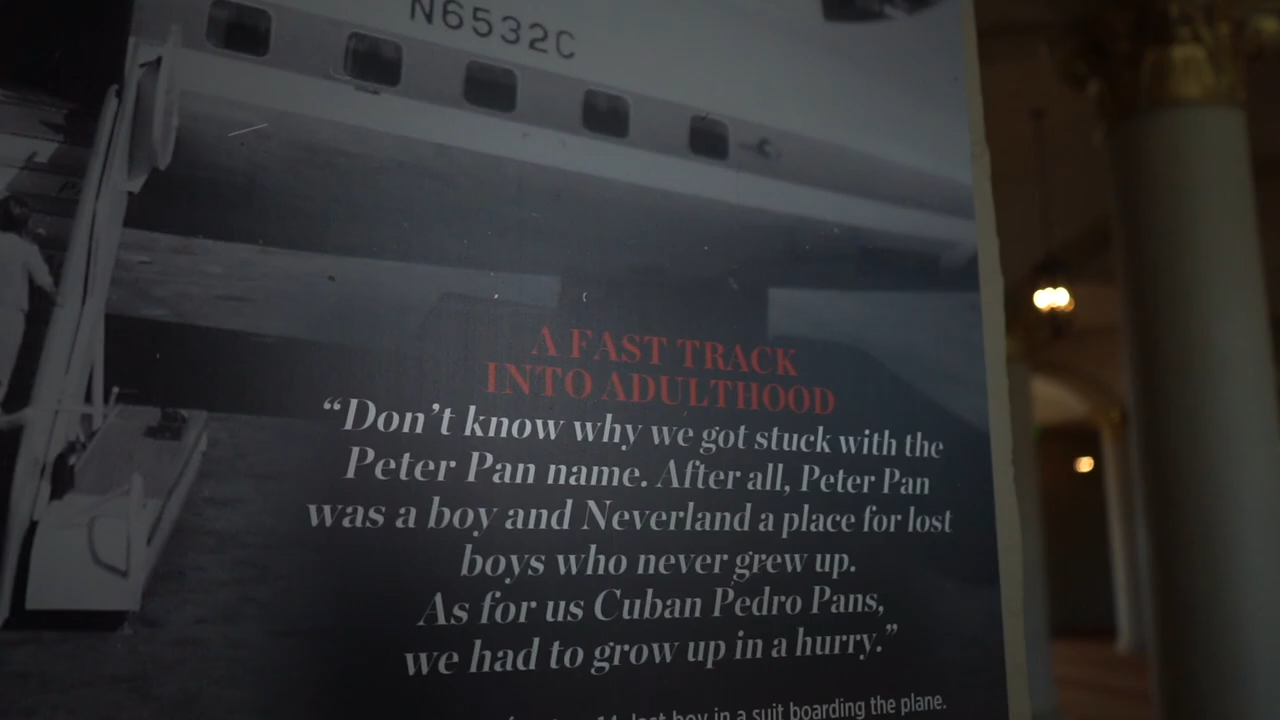 N6532C
A FAST TRACK
INTO ADULTHOOD
“Don’t know why we got stuck with the
Peter Pan name. After all, Peter Pan
was a boy and Neverland a place for lost
boys who never grew up.
As for us Cuban Pedro Pans,
we had to grow up in a hurry.”
last boy in a suit boarding the plane.